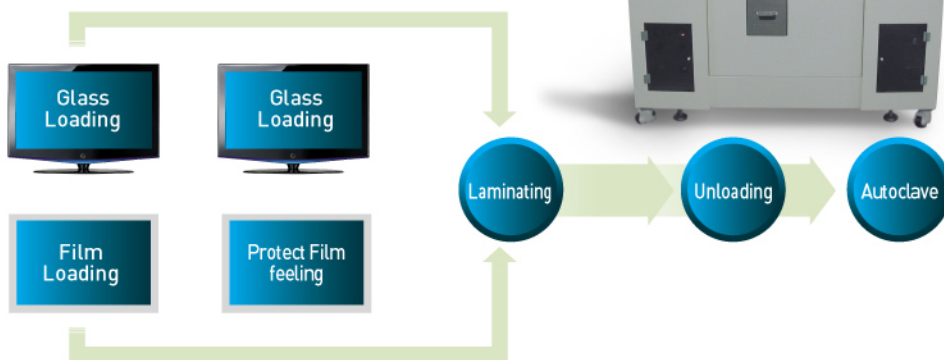 Glass
Loading
Glass
Loading
Film
Loading
Protect Film
feeling
Laminating
Unloading
Autoclave